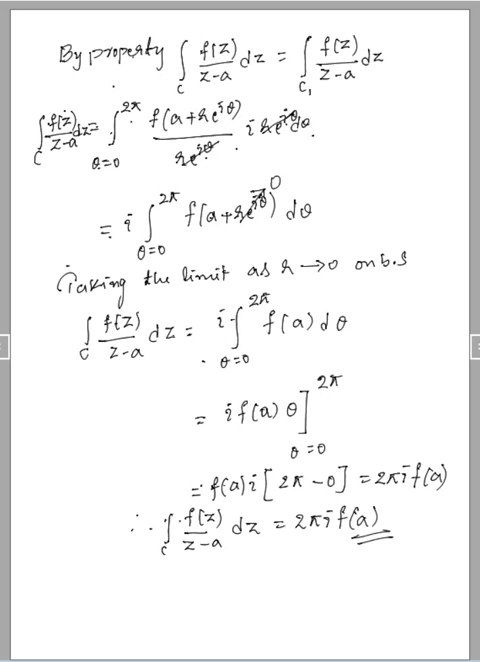 By property ∫_C f(z)/(z-a) dz = ∫_C₁ f(z)/(z-a) dz
∫_C f(z)/(z-a) dz = ∫_{θ=0}^{2π} f(a+re^{iθ})/(re^{iθ}) · i re^{iθ} dθ.
= i ∫_{θ=0}^{2π} f(a+re^{iθ}) dθ 0
Taking the limit as r → 0 on b.s
∫_C f(z)/(z-a) dz = i ∫_{θ=0}^{2π} f(a) dθ
= i f(a) θ]_{θ=0}^{2π}
= f(a) i [2π - 0] = 2πi f(a)
∴ ∫_C f(z)/(z-a) dz = 2πi f(a)